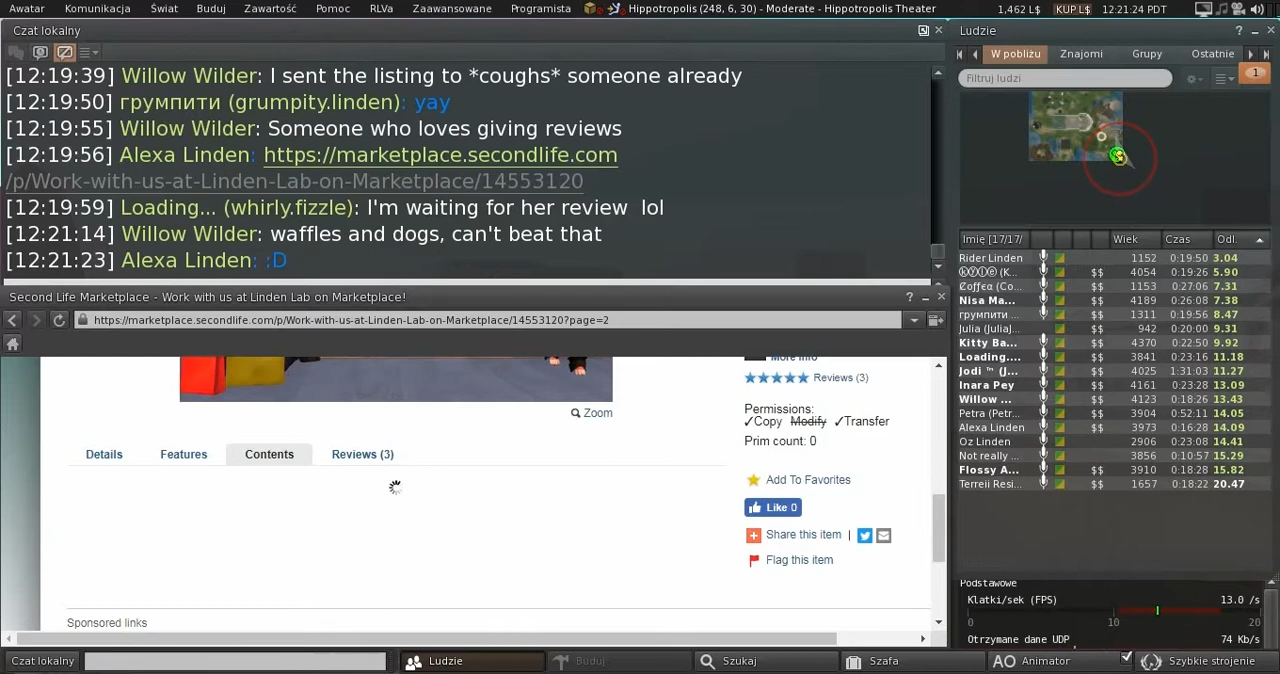 Awatar Komunikacja Świat Buduj Zawartość Pomoc RLVa Zaawansowane Programista Hippotropolis (248, 6, 30) - Moderate - Hippotropolis Theater 1,462 L$ KUP L$ 12:21:24 PDT
Czat lokalny
[12:19:39] Willow Wilder: I sent the listing to *coughs* someone already
[12:19:50] грумпити (grumpity.linden): yay
[12:19:55] Willow Wilder: Someone who loves giving reviews
[12:19:56] Alexa Linden: https://marketplace.secondlife.com
/p/Work-with-us-at-Linden-Lab-on-Marketplace/14553120
[12:19:59] Loading... (whirly.fizzle): I'm waiting for her review  lol
[12:21:14] Willow Wilder: waffles and dogs, can't beat that
[12:21:23] Alexa Linden: :D
Second Life Marketplace - Work with us at Linden Lab on Marketplace!
https://marketplace.secondlife.com/p/Work-with-us-at-Linden-Lab-on-Marketplace/14553120?page=2
More info
Reviews (3)
Zoom
Permissions:
✓Copy Modify ✓Transfer
Prim count: 0
Details Features Contents Reviews (3)
Add To Favorites
Like 0
Share this item |
Flag this item
Sponsored links
Ludzie
W pobliżu Znajomi Grupy Ostatnie
Filtruj ludzi
1
Imię [17/17/ Wiek Czas Odl.
Rider Linden 1152 0:19:50 3.04
ⓚⓨⓛⓔ (K... $$ 4054 0:19:26 5.90
(Co... $$ 1153 0:27:06 7.31
Nisa Ma... $$ 4189 0:26:08 7.38
грумпити ... $$ 1311 0:19:56 8.47
Julia (JuliaJ... $$ 942 0:20:00 9.31
Kitty Ba... $$ 4370 0:22:50 9.92
Loading.... $$ 3841 0:23:16 11.18
Jodi ™ (J... $$ 4025 1:31:03 11.27
Inara Pey $$ 4161 0:23:28 13.09
Willow ... $$ 4123 0:18:26 13.43
Petra (Petr... $$ 3904 0:52:11 14.05
Alexa Linden $$ 3973 0:16:28 14.09
Oz Linden 2906 0:23:08 14.41
Not really ... 3856 0:10:57 15.29
Flossy A... $$ 3910 0:18:28 15.82
Terreii Resi... $$ 1657 0:18:22 20.47
Podstawowe
Klatki/sek (FPS) 13.0 /s
0 10 20
Otrzymane dane UDP 74 Kb/s
Czat lokalny Ludzie Buduj Szukaj Szafa AO Animator Szybkie strojenie